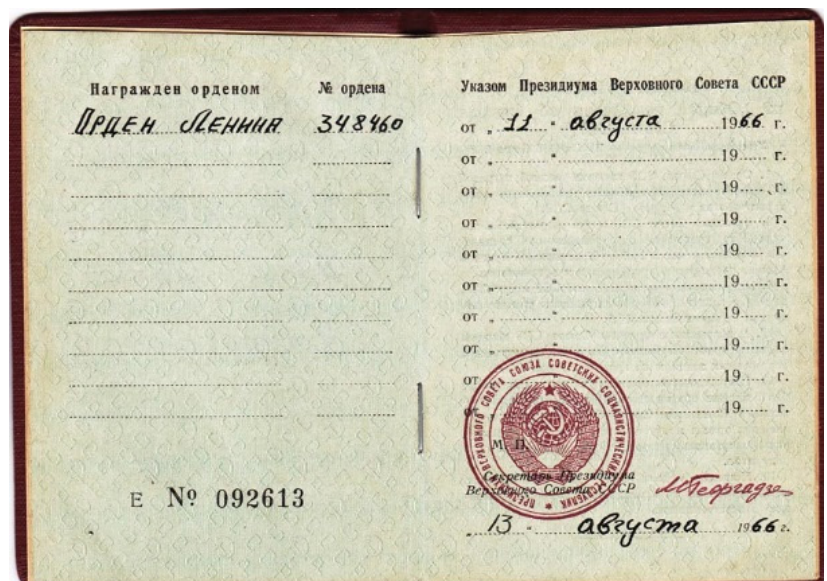 Награжден орденом № ордена
Орден Ленина 348460
Е № 092613
Указом Президиума Верховного Совета СССР
от „ 11 “ августа 1966 г.
от „ “ 19 г.
от „ “ 19 г.
от „ “ 19 г.
от „ “ 19 г.
от „ “ 19 г.
от „ “ 19 г.
от „ “ 19 г.
от „ “ 19 г.
от „ “ 19 г.
М. П.
Секретарь Президиума
Верховного Совета СССР
М Георгадзе
13 “ августа 1966 г.